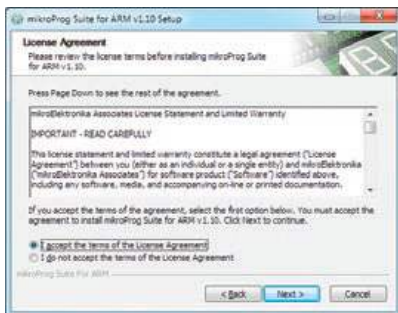 mikroProg Suite for ARM v1.10 Setup
License Agreement
Please review the license terms before installing mikroProg Suite
for ARM v1.10.
Press Page Down to see the rest of the agreement.
mikroElektronika Associates License Statement and Limited Warranty
IMPORTANT - READ CAREFULLY
This license statement and limited warranty constitute a legal agreement ("License
Agreement") between you (either as an individual or a single entity) and mikroElektronika
("mikroElektronika Associates") for software product ("Software") identified above,
including any software, media, and accompanying on-line or printed documentation.
If you accept the terms of the agreement, select the first option below. You must accept the
agreement to install mikroProg Suite for ARM v1.10. Click Next to continue.
I accept the terms of the License Agreement
I do not accept the terms of the License Agreement
mikroProg Suite For ARM
< Back Next > Cancel